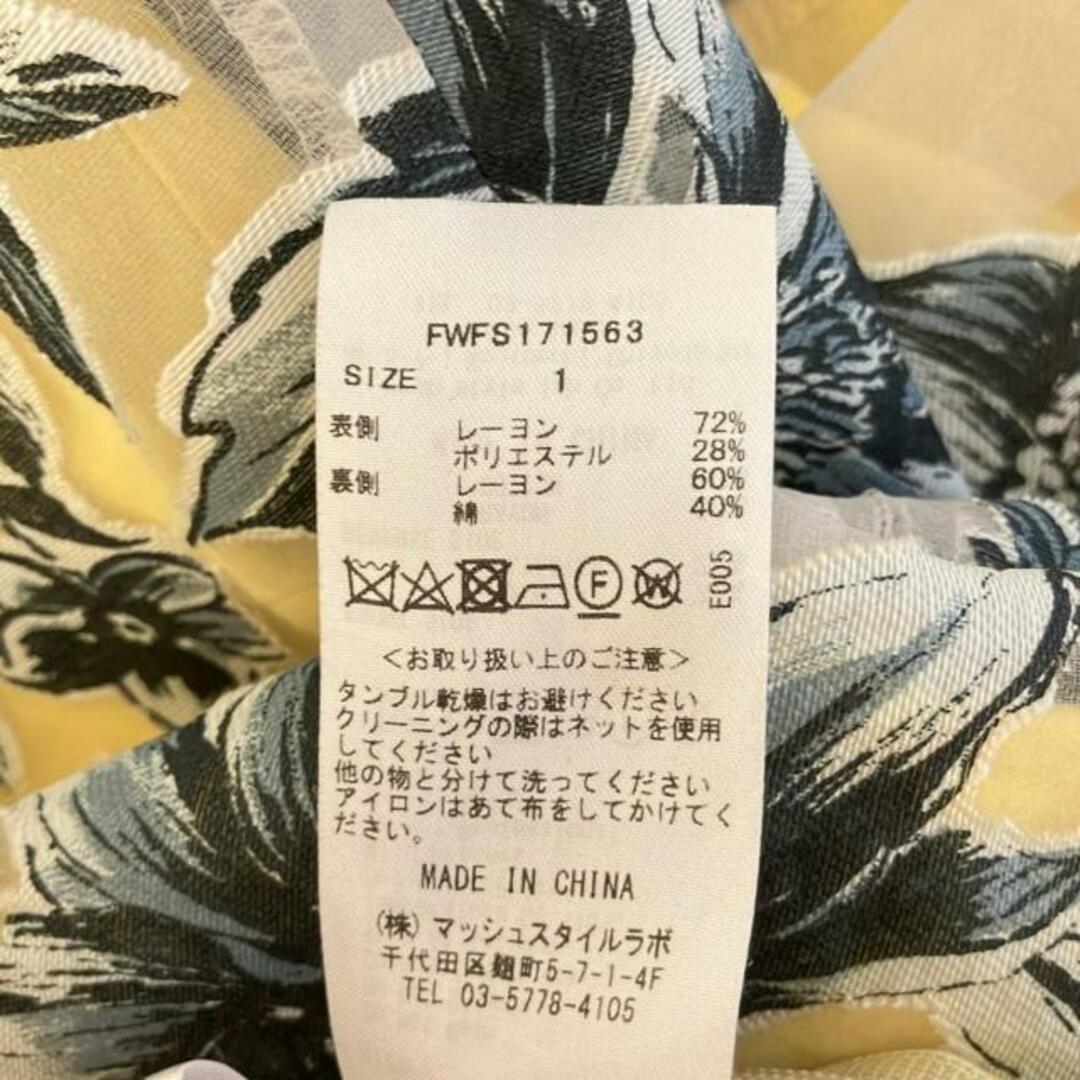 FWFS171563
SIZE 1
表側 レーヨン 72%
ポリエステル 28%
裏側 レーヨン 60%
綿 40%
F W E005
＜お取り扱い上のご注意＞
タンブル乾燥はお避けください
クリーニングの際はネットを使用
してください
他の物と分けて洗ってください
アイロンはあて布をしてかけてく
ださい。
MADE IN CHINA
(株)マッシュスタイルラボ
千代田区麹町5-7-1-4F
TEL 03-5778-4105